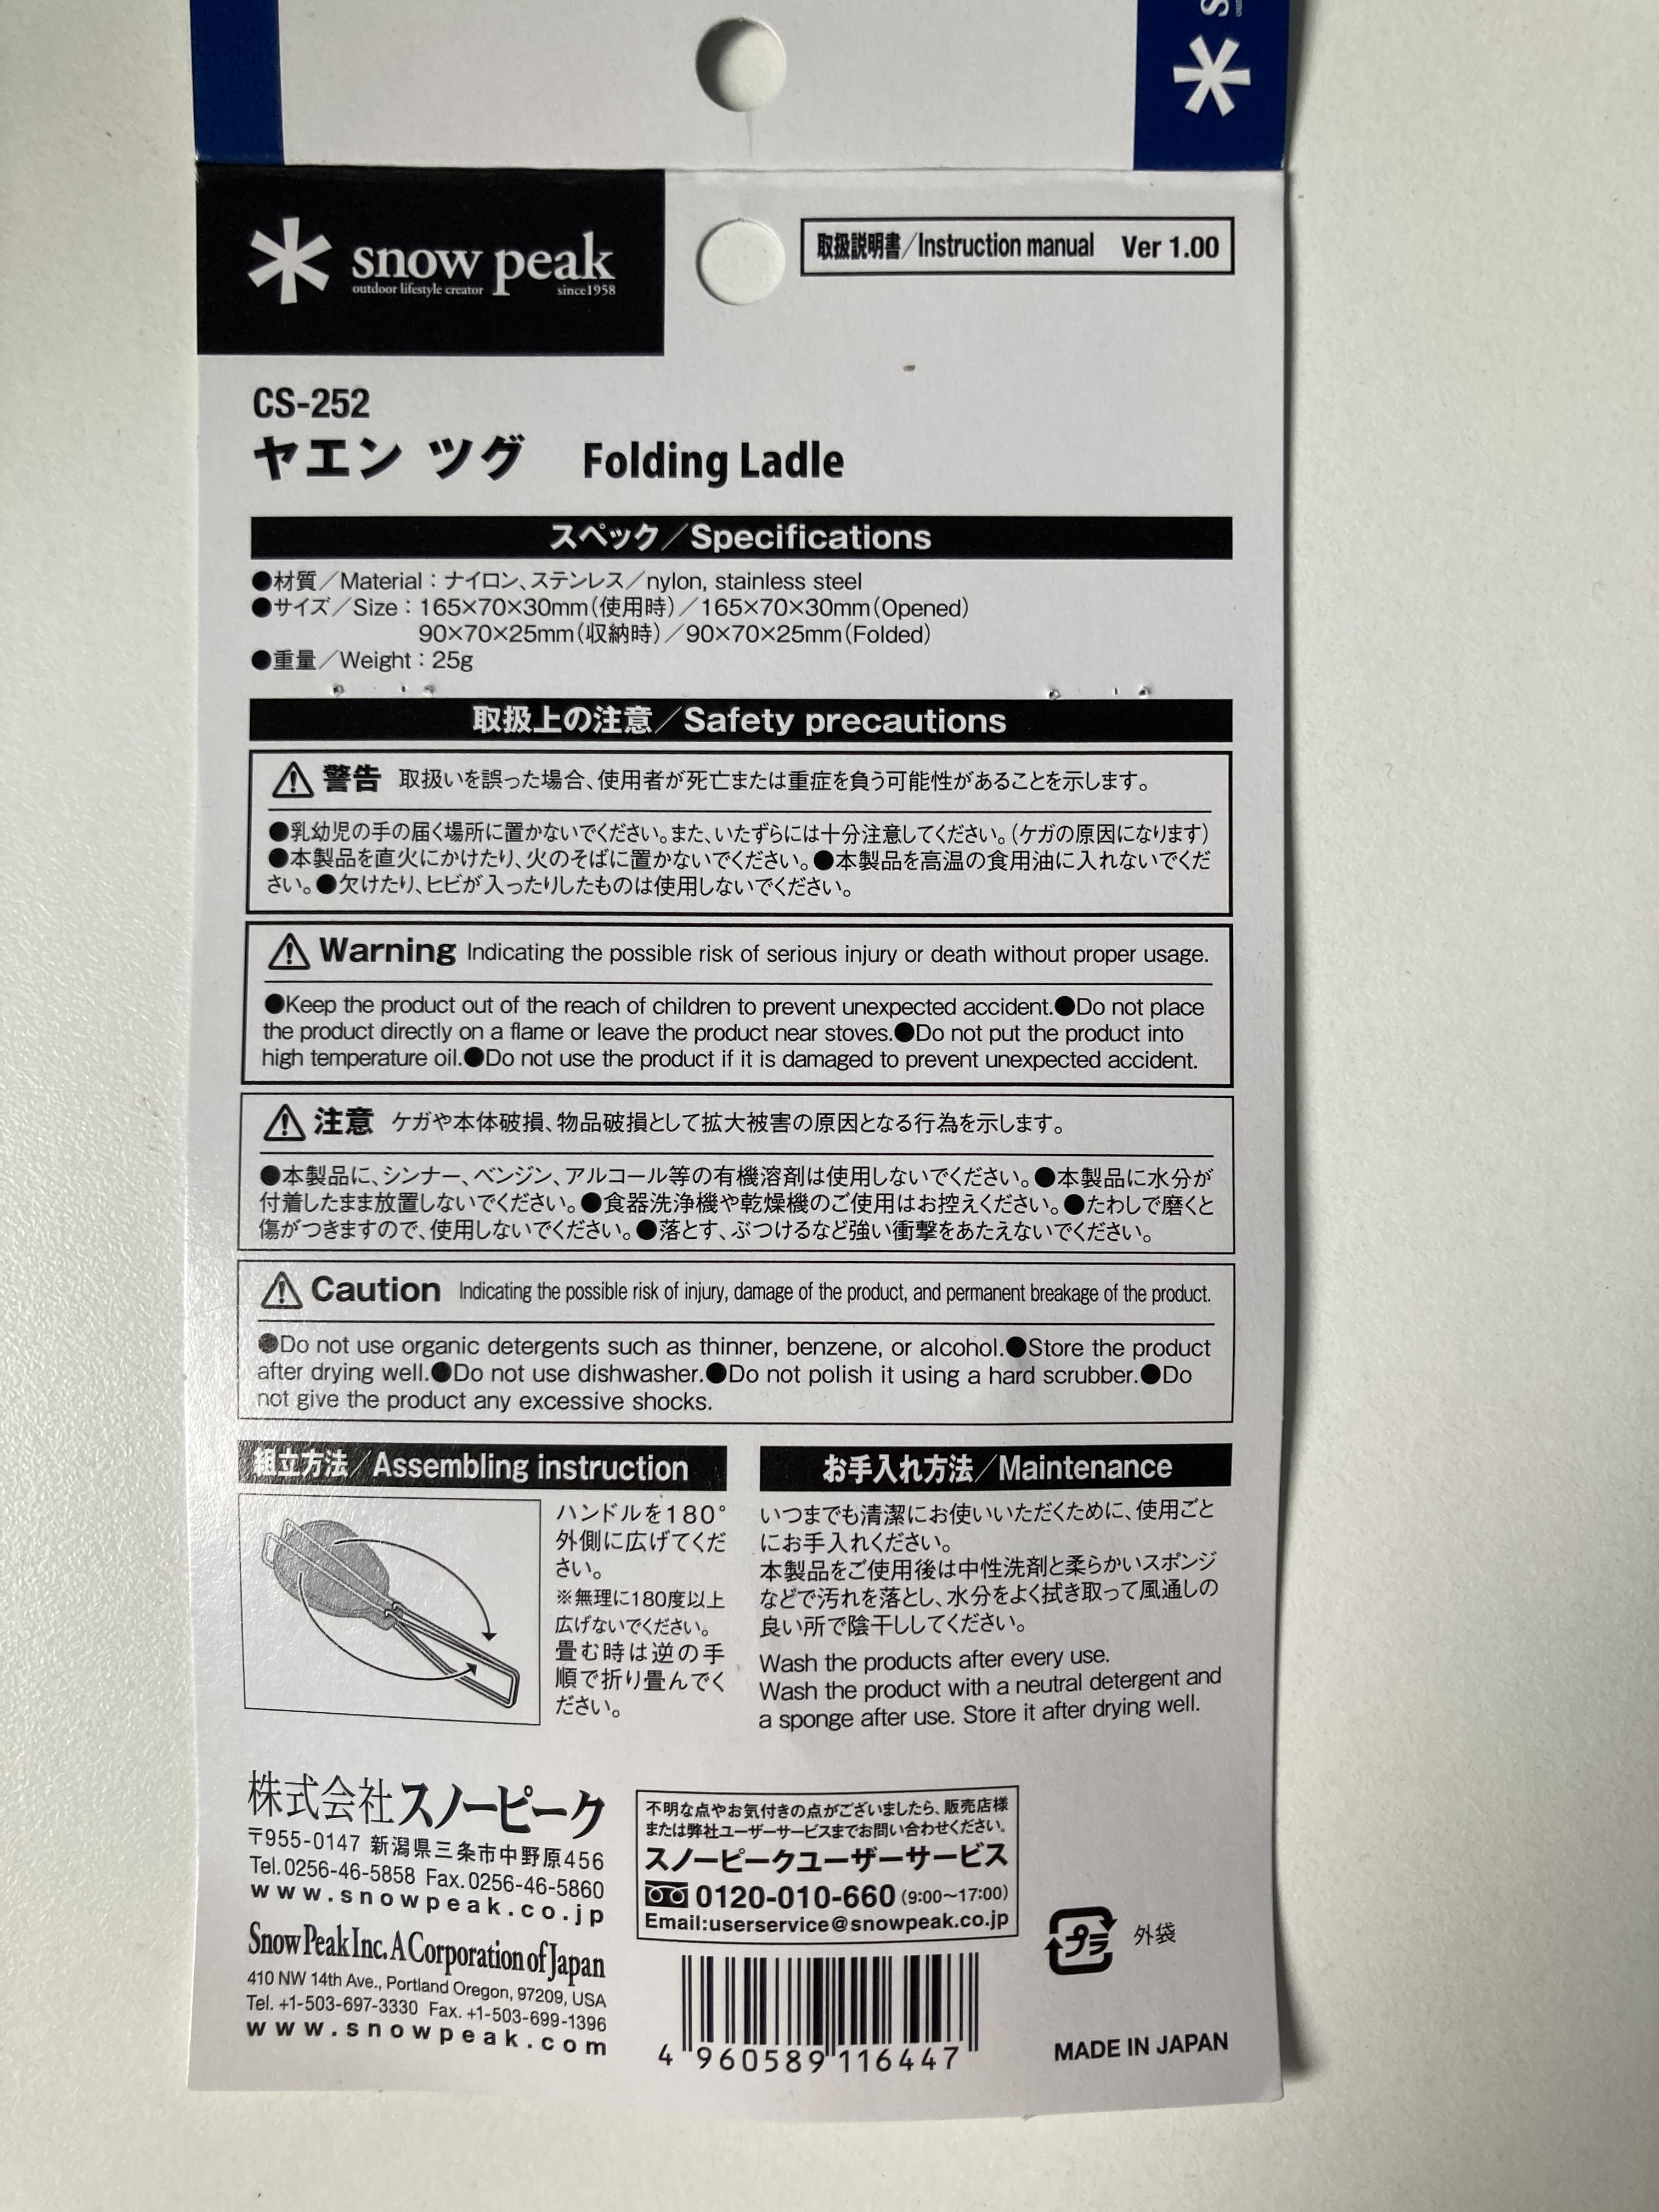 snow peak
outdoor lifestyle creator since1958
取扱説明書／Instruction manual Ver 1.00
CS-252
ヤエン ツグ Folding Ladle
スペック／Specifications
●材質／Material：ナイロン、ステンレス／nylon, stainless steel
●サイズ／Size：165×70×30mm（使用時）／165×70×30mm（Opened）
90×70×25mm（収納時）／90×70×25mm（Folded）
●重量／Weight：25g
取扱上の注意／Safety precautions
警告 取扱いを誤った場合、使用者が死亡または重症を負う可能性があることを示します。
●乳幼児の手の届く場所に置かないでください。また、いたずらには十分注意してください。（ケガの原因になります）
●本製品を直火にかけたり、火のそばに置かないでください。●本製品を高温の食用油に入れないでくだ
さい。●欠けたり、ヒビが入ったりしたものは使用しないでください。
Warning Indicating the possible risk of serious injury or death without proper usage.
●Keep the product out of the reach of children to prevent unexpected accident.●Do not place
the product directly on a flame or leave the product near stoves.●Do not put the product into
high temperature oil.●Do not use the product if it is damaged to prevent unexpected accident.
注意 ケガや本体破損、物品破損として拡大被害の原因となる行為を示します。
●本製品に、シンナー、ベンジン、アルコール等の有機溶剤は使用しないでください。●本製品に水分が
付着したまま放置しないでください。●食器洗浄機や乾燥機のご使用はお控えください。●たわしで磨くと
傷がつきますので、使用しないでください。●落とす、ぶつけるなど強い衝撃をあたえないでください。
Caution Indicating the possible risk of injury, damage of the product, and permanent breakage of the product.
●Do not use organic detergents such as thinner, benzene, or alcohol.●Store the product
after drying well.●Do not use dishwasher.●Do not polish it using a hard scrubber.●Do
not give the product any excessive shocks.
組立方法／Assembling instruction
ハンドルを180°
外側に広げてくだ
さい。
※無理に180度以上
広げないでください。
畳む時は逆の手
順で折り畳んでく
ださい。
お手入れ方法／Maintenance
いつまでも清潔にお使いいただくために、使用ごと
にお手入れください。
本製品をご使用後は中性洗剤と柔らかいスポンジ
などで汚れを落とし、水分をよく拭き取って風通しの
良い所で陰干ししてください。
Wash the products after every use.
Wash the product with a neutral detergent and
a sponge after use. Store it after drying well.
株式会社スノーピーク
〒955-0147 新潟県三条市中野原456
Tel.0256-46-5858 Fax.0256-46-5860
www.snowpeak.co.jp
Snow Peak Inc. A Corporation of Japan
410 NW 14th Ave., Portland Oregon, 97209, USA
Tel. +1-503-697-3330 Fax. +1-503-699-1396
www.snowpeak.com
不明な点やお気付きの点がございましたら、販売店様
または弊社ユーザーサービスまでお問い合わせください。
スノーピークユーザーサービス
0120-010-660（9:00〜17:00）
Email:userservice@snowpeak.co.jp
4 960589 116447
プラ 外袋
MADE IN JAPAN